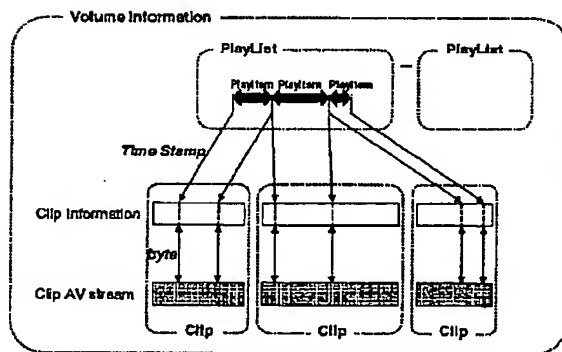 Volume Information
PlayList
PlayList
PlayItem PlayItem PlayItem
Time Stamp
Clip Information
byte
Clip AV stream
Clip
Clip
Clip